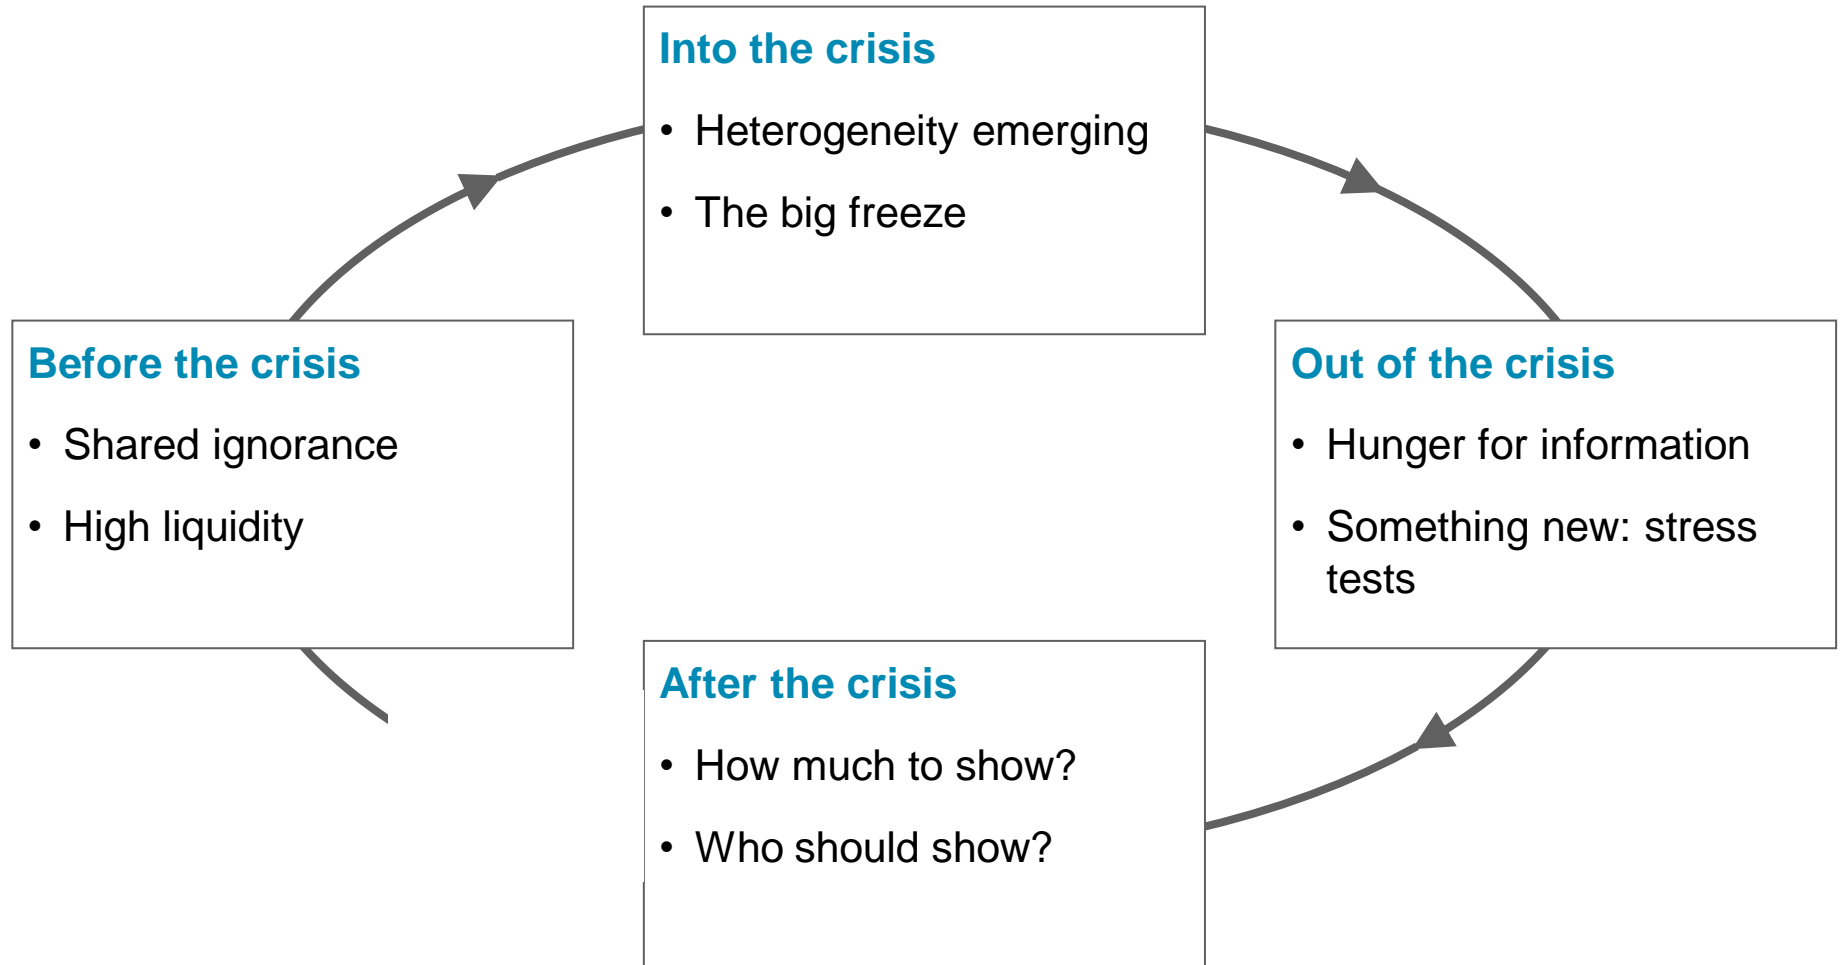 Into the crisis
• Heterogeneity emerging
• The big freeze
Before the crisis
• Shared ignorance
• High liquidity
Out of the crisis
• Hunger for information
• Something new: stress
tests
After the crisis
• How much to show?
• Who should show?